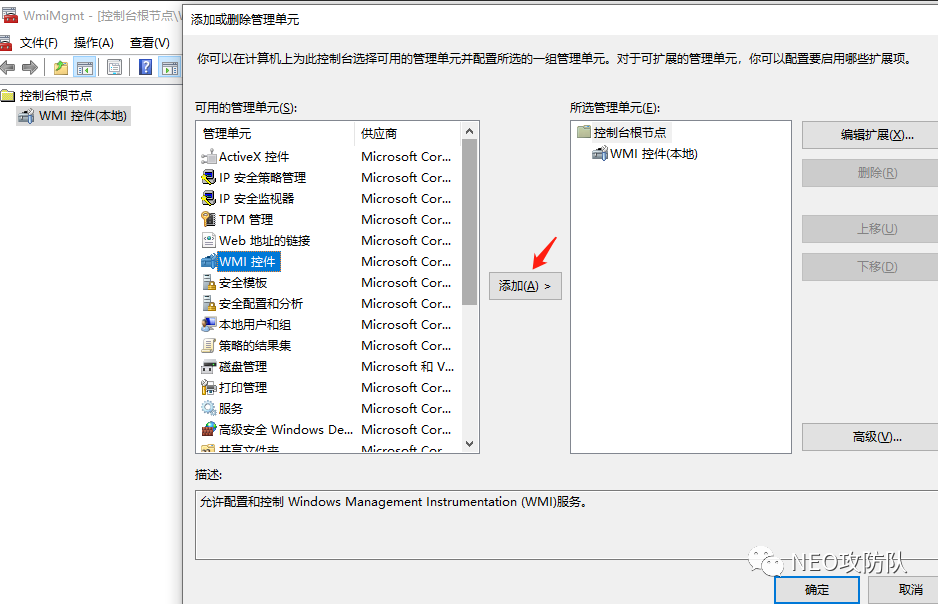 WmiMgmt - [控制台根节点\
文件(F) 操作(A) 查看(V)
控制台根节点
WMI 控件(本地)
添加或删除管理单元
你可以在计算机上为此控制台选择可用的管理单元并配置所选的一组管理单元。对于可扩展的管理单元，你可以配置要启用哪些扩展项。
可用的管理单元(S):
管理单元 供应商
ActiveX 控件 Microsoft Cor...
IP 安全策略管理 Microsoft Cor...
IP 安全监视器 Microsoft Cor...
TPM 管理 Microsoft Cor...
Web 地址的链接 Microsoft Cor...
WMI 控件 Microsoft Cor...
安全模板 Microsoft Cor...
安全配置和分析 Microsoft Cor...
本地用户和组 Microsoft Cor...
策略的结果集 Microsoft Cor...
磁盘管理 Microsoft 和 V...
打印管理 Microsoft Cor...
服务 Microsoft Cor...
高级安全 Windows De... Microsoft Cor...
共享文件夹 Microsoft Cor...
添加(A) >
所选管理单元(E):
控制台根节点
WMI 控件(本地)
编辑扩展(X)...
删除(R)
上移(U)
下移(D)
高级(V)...
描述:
允许配置和控制 Windows Management Instrumentation (WMI)服务。
NEO攻防队
确定 取消